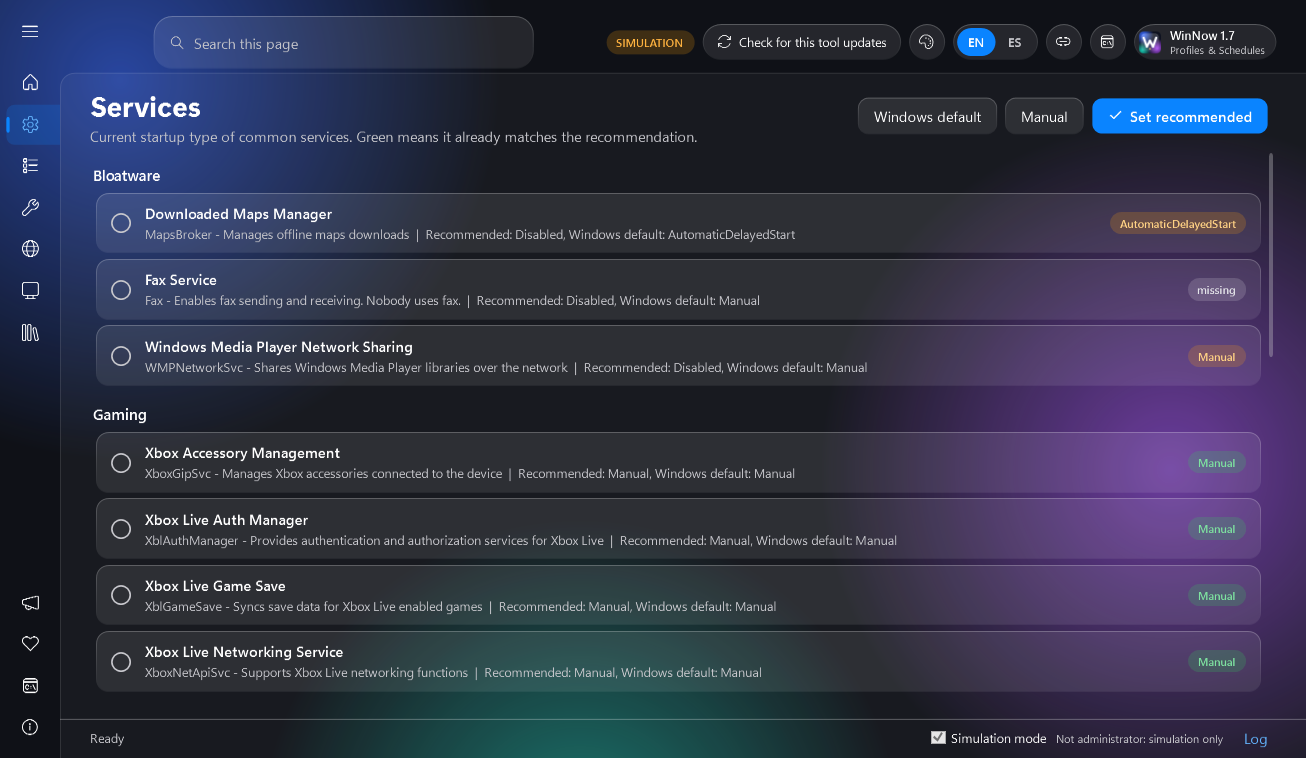 Search this page
SIMULATION
Check for this tool updates
EN
ES
WinNow 1.7
Profiles & Schedules
Services
Current startup type of common services. Green means it already matches the recommendation.
Windows default
Manual
Set recommended
Bloatware
Downloaded Maps Manager
MapsBroker - Manages offline maps downloads | Recommended: Disabled, Windows default: AutomaticDelayedStart
AutomaticDelayedStart
Fax Service
Fax - Enables fax sending and receiving. Nobody uses fax. | Recommended: Disabled, Windows default: Manual
missing
Windows Media Player Network Sharing
WMPNetworkSvc - Shares Windows Media Player libraries over the network | Recommended: Disabled, Windows default: Manual
Manual
Gaming
Xbox Accessory Management
XboxGipSvc - Manages Xbox accessories connected to the device | Recommended: Manual, Windows default: Manual
Manual
Xbox Live Auth Manager
XblAuthManager - Provides authentication and authorization services for Xbox Live | Recommended: Manual, Windows default: Manual
Manual
Xbox Live Game Save
XblGameSave - Syncs save data for Xbox Live enabled games | Recommended: Manual, Windows default: Manual
Manual
Xbox Live Networking Service
XboxNetApiSvc - Supports Xbox Live networking functions | Recommended: Manual, Windows default: Manual
Manual
Ready
Simulation mode
Not administrator: simulation only
Log